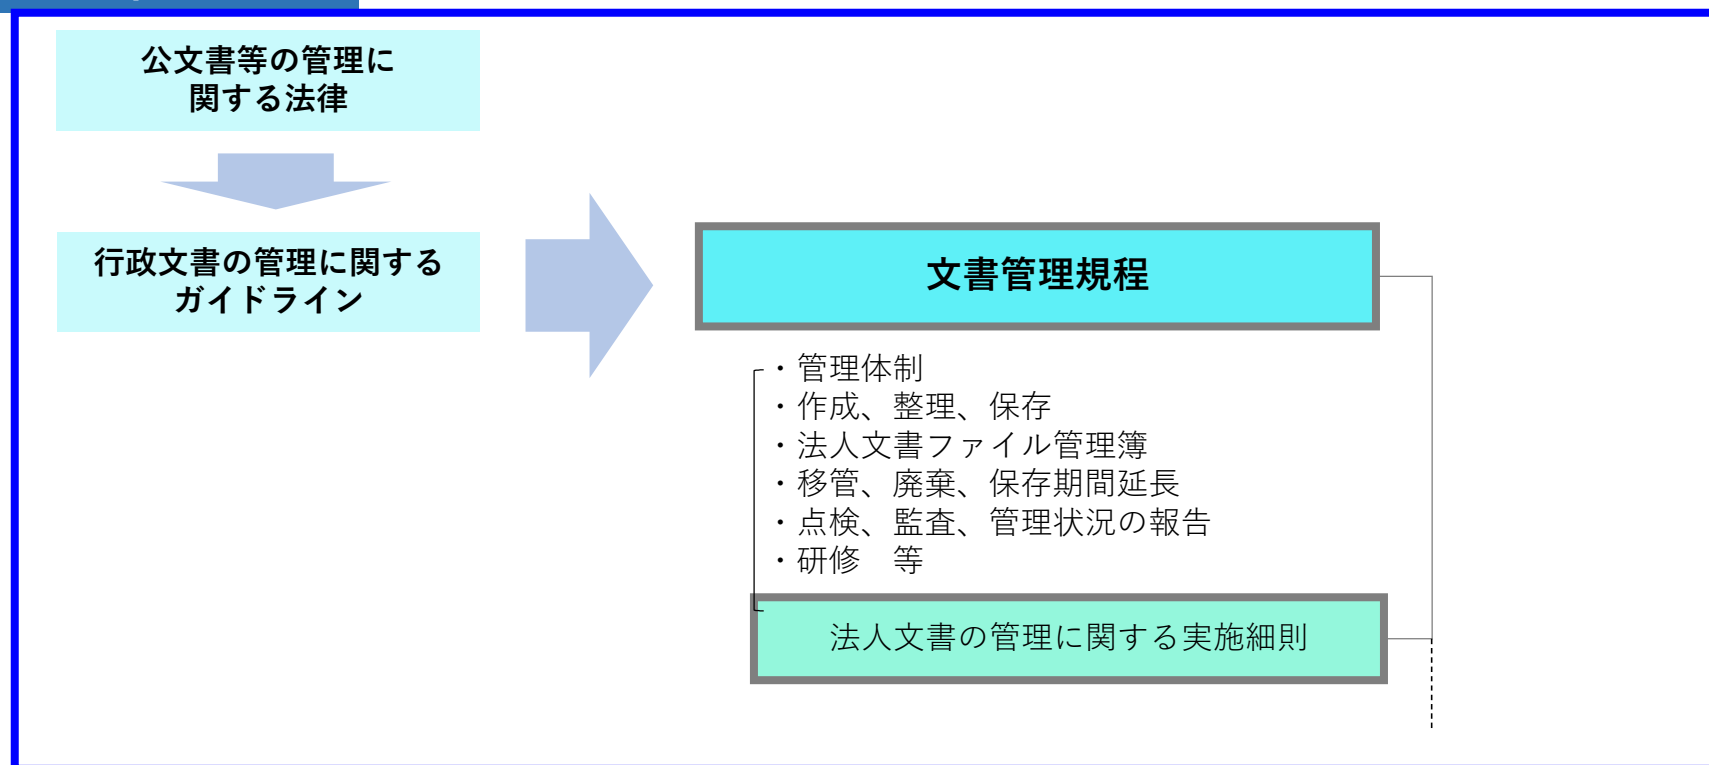 公文書等の管理に
関する法律
行政文書の管理に関する
ガイドライン
文書管理規程
・管理体制
・作成、整理、保存
・法人文書ファイル管理簿
・移管、廃棄、保存期間延長
・点検、監査、管理状況の報告
・研修　等
法人文書の管理に関する実施細則